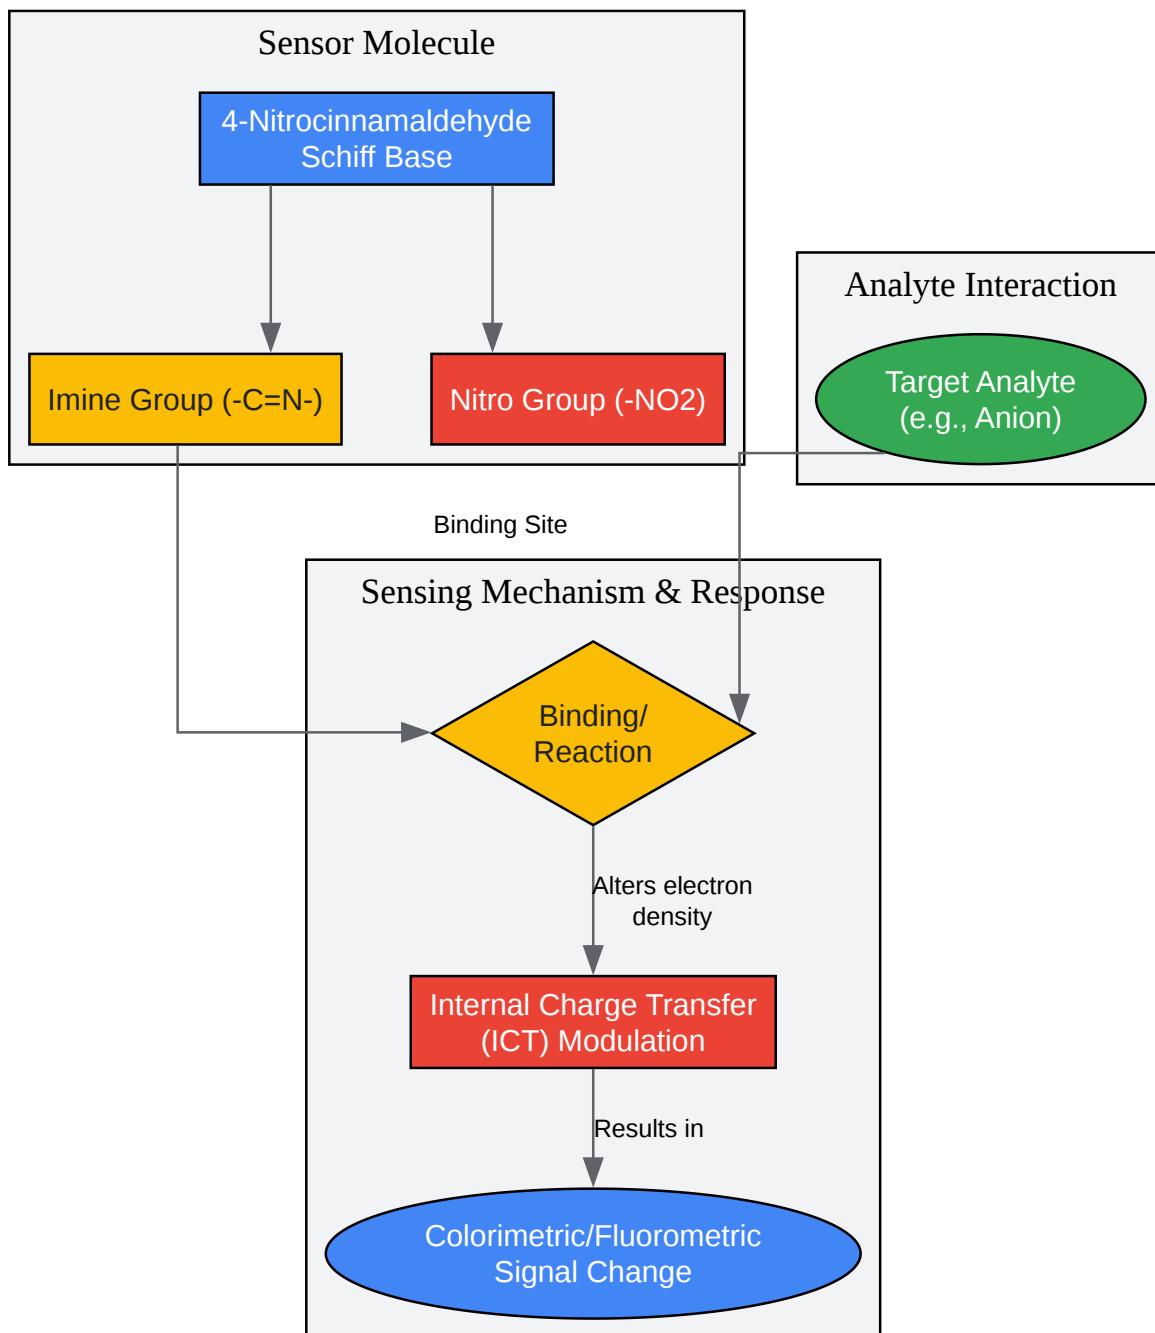 Sensor Molecule
4-Nitrocinnamaldehyde
Schiff Base
Imine Group (-C=N-)
Nitro Group (-NO2)
Analyte Interaction
Target Analyte
(e.g., Anion)
Binding Site
Sensing Mechanism & Response
Binding/
Reaction
Alters electron
density
Internal Charge Transfer
(ICT) Modulation
Results in
Colorimetric/Fluorometric
Signal Change